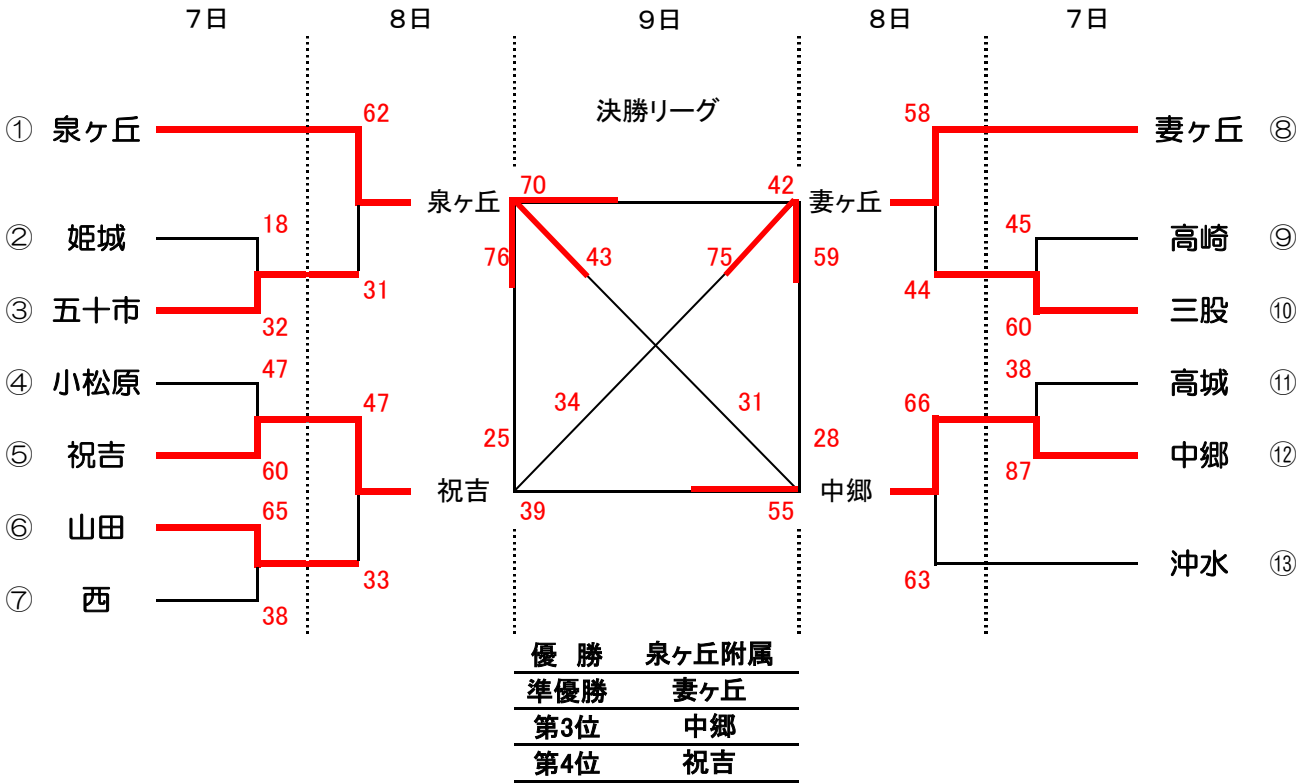 7日 8日 9日 8日 7日
決勝リーグ
① 泉ヶ丘 62 58 妻ヶ丘 ⑧
泉ヶ丘 70 42 妻ヶ丘
② 姫城 18 45 高崎 ⑨
76 43 75 59
31 44
③ 五十市 32 60 三股 ⑩
④ 小松原 47 38 高城 ⑪
47 34 31 66
25 28
⑤ 祝吉 60 87 中郷 ⑫
祝吉 39 55 中郷
⑥ 山田 65
33 63 沖水 ⑬
⑦ 西 38
優 勝 泉ヶ丘附属
準優勝 妻ヶ丘
第3位 中郷
第4位 祝吉